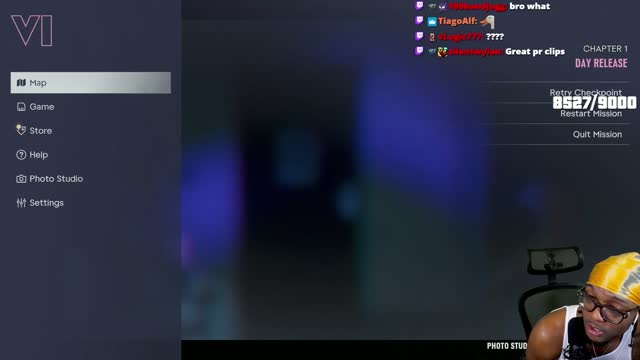 VI
Map
Game
Store
Help
Photo Studio
Settings
bro what
TiagoAlf:
????
Great pr clips
CHAPTER 1
DAY RELEASE
Retry Checkpoint
8527/9000
Restart Mission
Quit Mission
PHOTO STUD